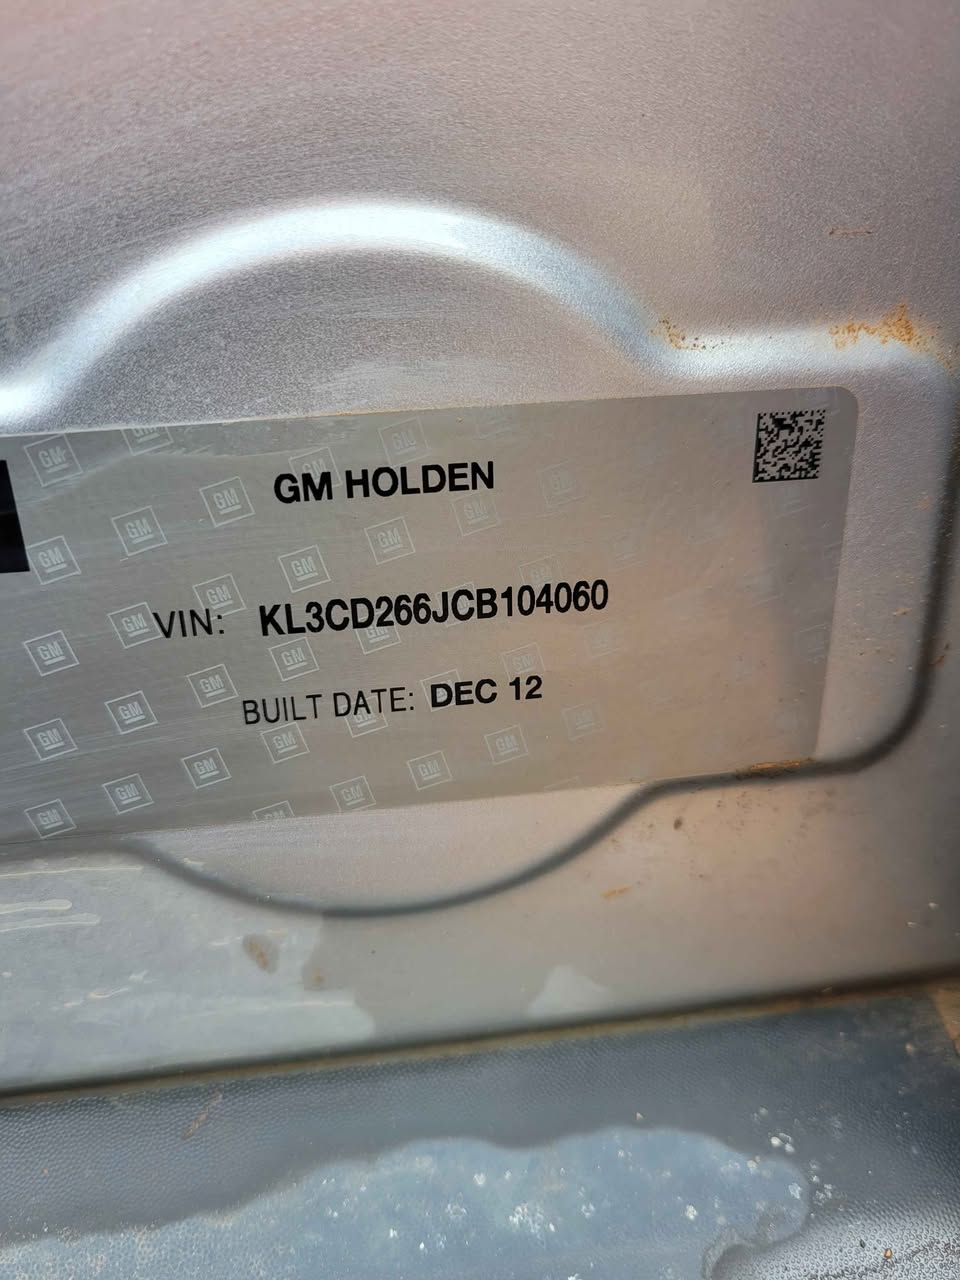 GM HOLDEN
VIN: KL3CD266JCB104060
BUILT DATE: DEC 12